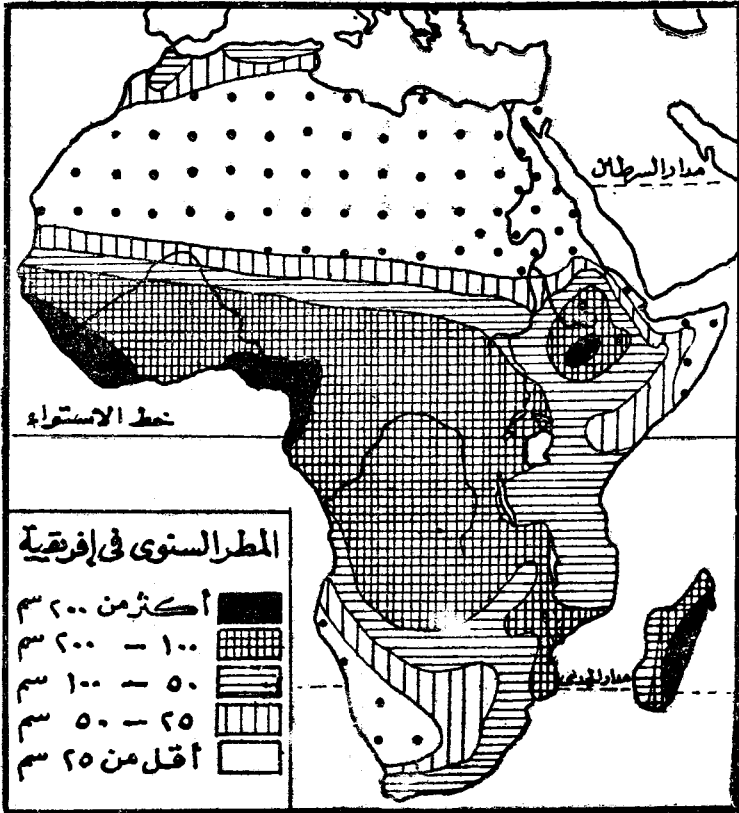 مدار السرطان
خط الاستواء
المطر السنوى فى إفريقية
أكثر من ٢٠٠ سم
١٠٠ – ٢٠٠ سم
٥٠ – ١٠٠ سم
٢٥ – ٥٠ سم
أقل من ٢٥ سم
مدار الجدى